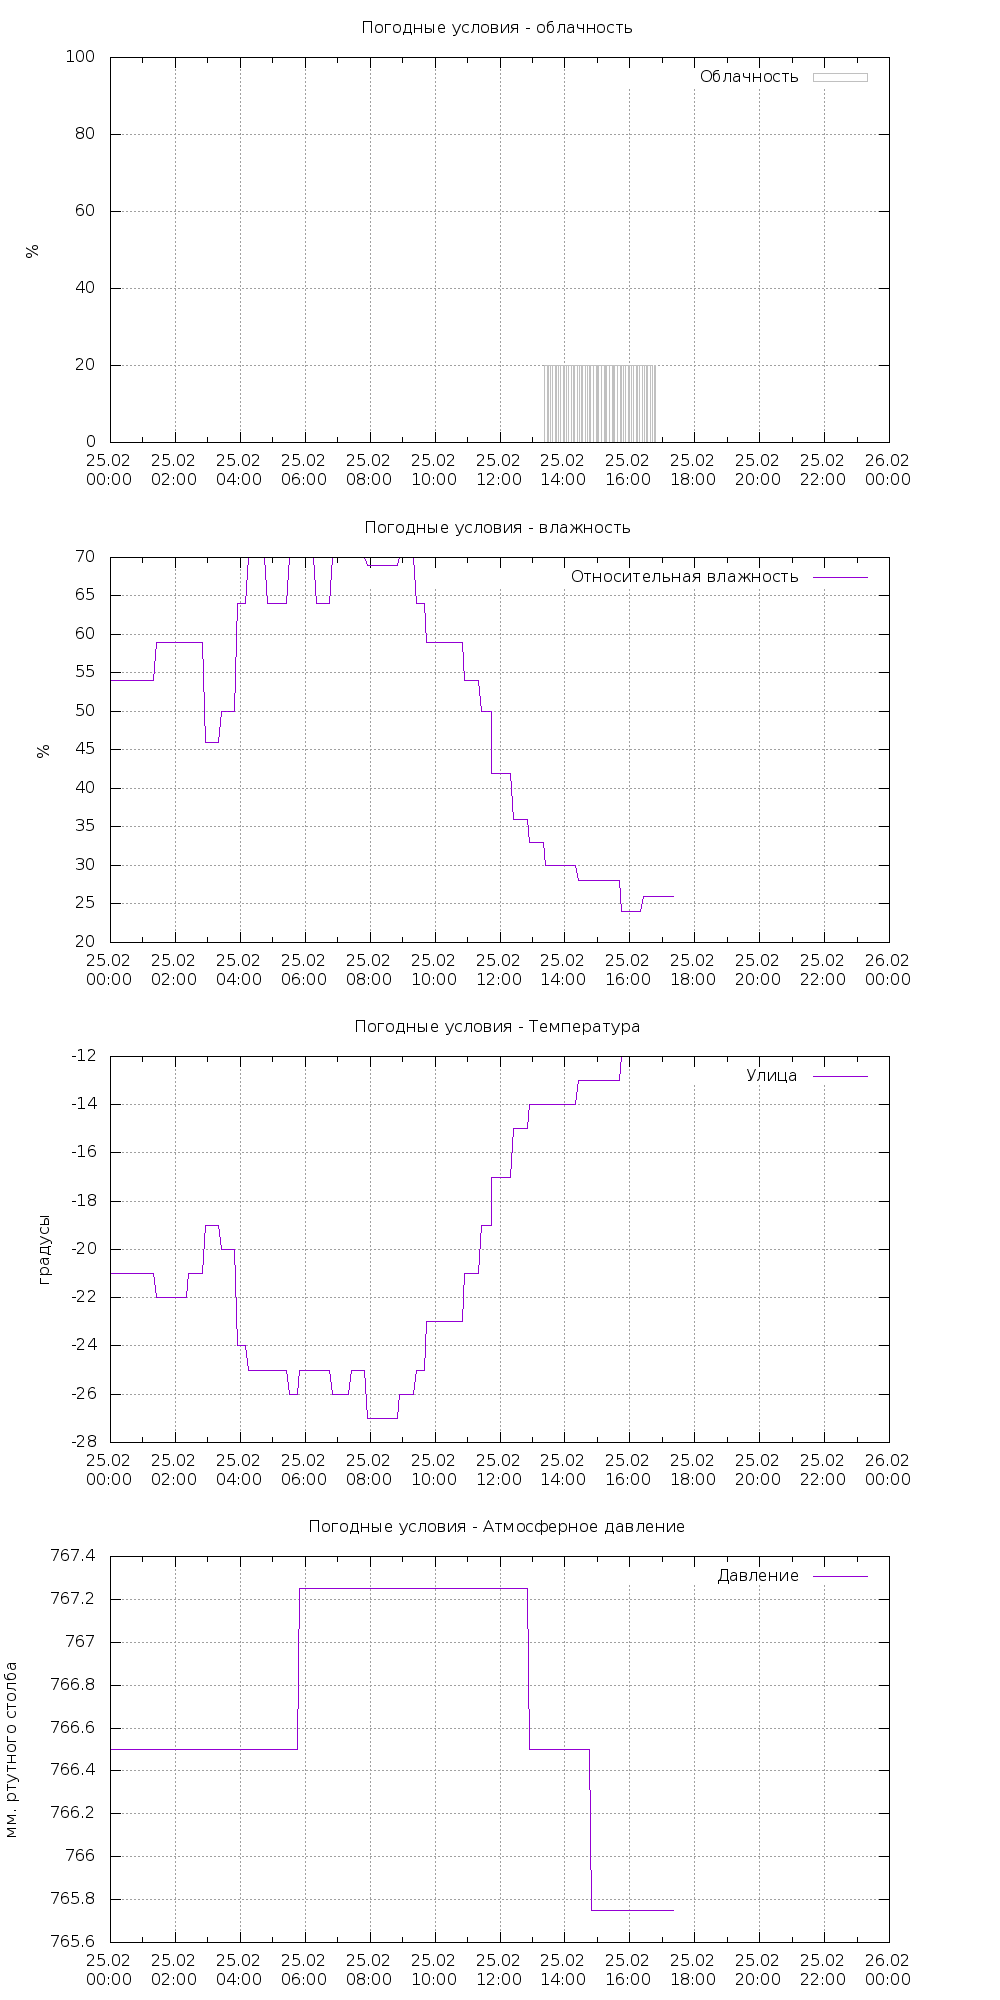 Погодные условия - облачность
Облачность
100
80
60
40
20
0
%
25.02 25.02 25.02 25.02 25.02 25.02 25.02 25.02 25.02 25.02 25.02 25.02 26.02
00:00 02:00 04:00 06:00 08:00 10:00 12:00 14:00 16:00 18:00 20:00 22:00 00:00
Погодные условия - влажность
Относительная влажность
70
65
60
55
50
45
40
35
30
25
20
%
25.02 25.02 25.02 25.02 25.02 25.02 25.02 25.02 25.02 25.02 25.02 25.02 26.02
00:00 02:00 04:00 06:00 08:00 10:00 12:00 14:00 16:00 18:00 20:00 22:00 00:00
Погодные условия - Температура
Улица
-12
-14
-16
-18
-20
-22
-24
-26
-28
градусы
25.02 25.02 25.02 25.02 25.02 25.02 25.02 25.02 25.02 25.02 25.02 25.02 26.02
00:00 02:00 04:00 06:00 08:00 10:00 12:00 14:00 16:00 18:00 20:00 22:00 00:00
Погодные условия - Атмосферное давление
Давление
767.4
767.2
767
766.8
766.6
766.4
766.2
766
765.8
765.6
мм. ртутного столба
25.02 25.02 25.02 25.02 25.02 25.02 25.02 25.02 25.02 25.02 25.02 25.02 26.02
00:00 02:00 04:00 06:00 08:00 10:00 12:00 14:00 16:00 18:00 20:00 22:00 00:00